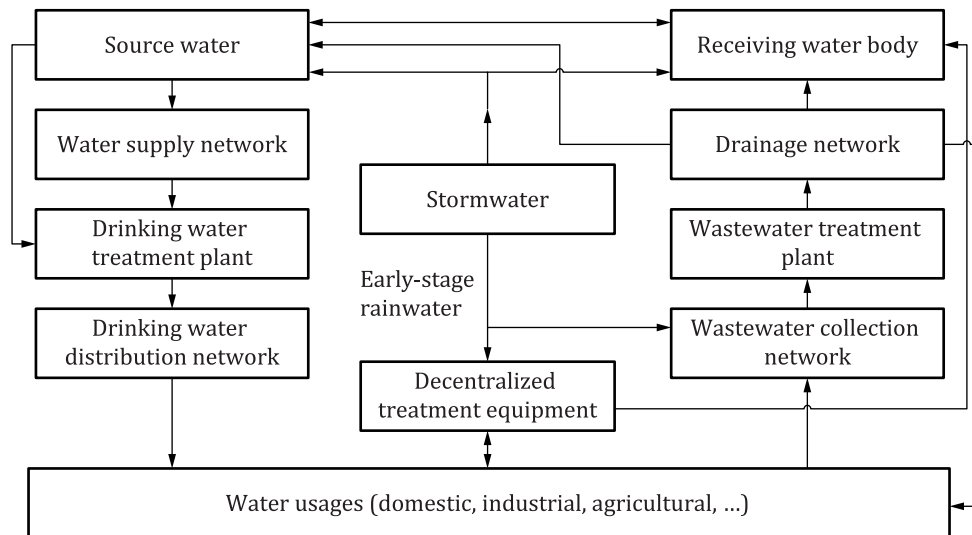 Source water
Receiving water body
Water supply network
Drainage network
Stormwater
Drinking water
treatment plant
Wastewater treatment
plant
Early-stage
rainwater
Drinking water
distribution network
Wastewater collection
network
Decentralized
treatment equipment
Water usages (domestic, industrial, agricultural, ...)